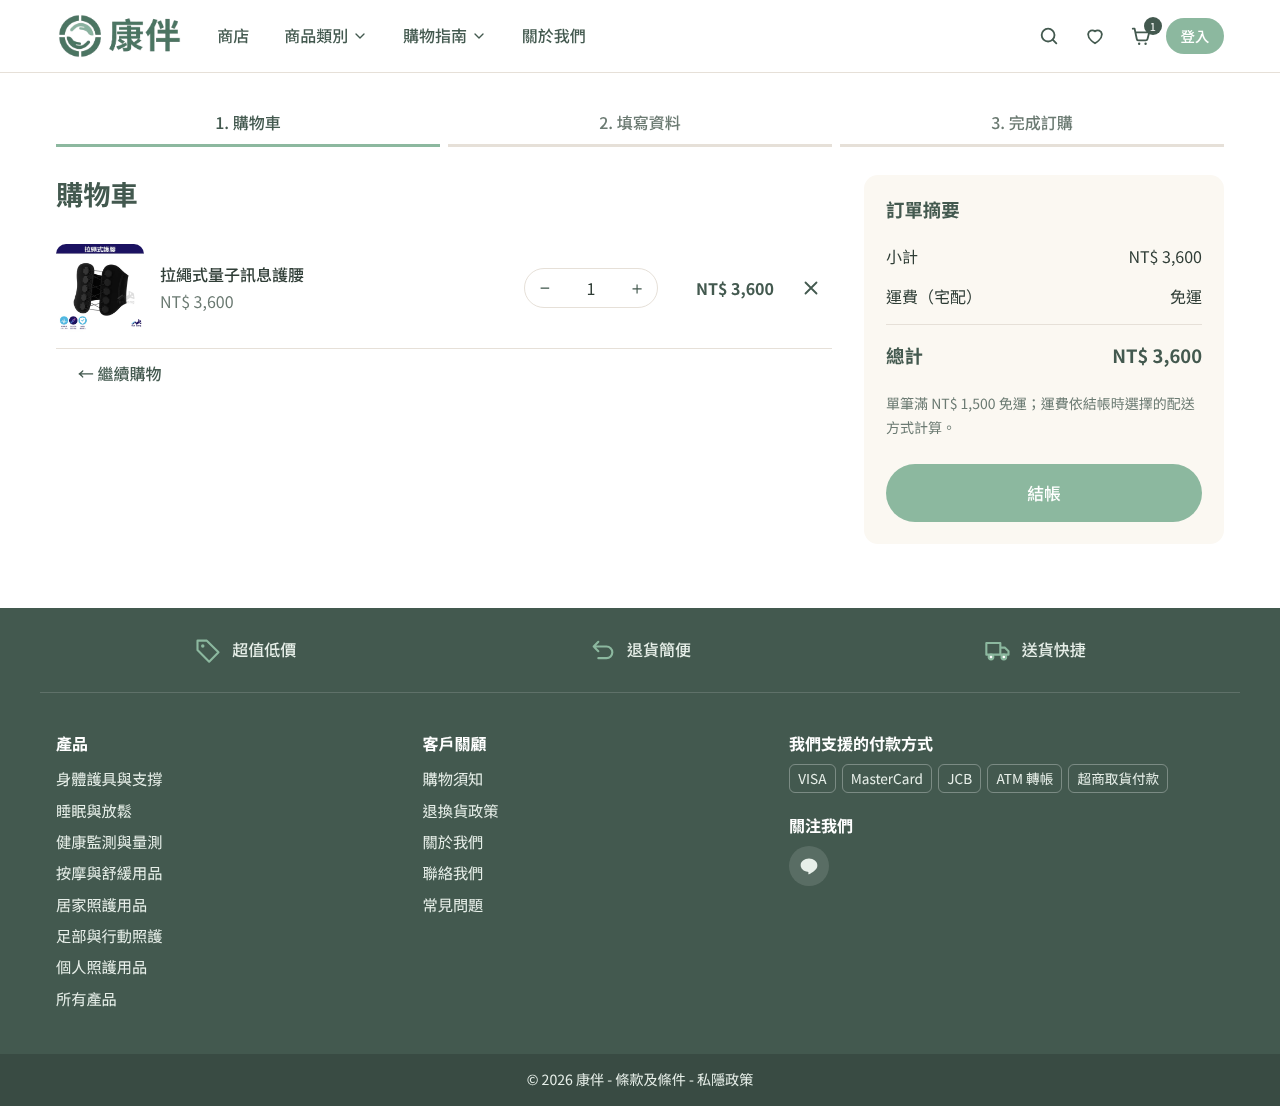 康伴
商店
商品類別
購物指南
關於我們
1
登入
1. 購物車
2. 填寫資料
3. 完成訂購
購物車
拉繩式護腰
拉繩式量子訊息護腰
NT$ 3,600
− 1 +
NT$ 3,600
← 繼續購物
訂單摘要
小計 NT$ 3,600
運費（宅配） 免運
總計 NT$ 3,600
單筆滿 NT$ 1,500 免運；運費依結帳時選擇的配送
方式計算。
結帳
超值低價
退貨簡便
送貨快捷
產品
身體護具與支撐
睡眠與放鬆
健康監測與量測
按摩與舒緩用品
居家照護用品
足部與行動照護
個人照護用品
所有產品
客戶關顧
購物須知
退換貨政策
關於我們
聯絡我們
常見問題
我們支援的付款方式
VISA
MasterCard
JCB
ATM 轉帳
超商取貨付款
關注我們
© 2026 康伴 - 條款及條件 - 私隱政策